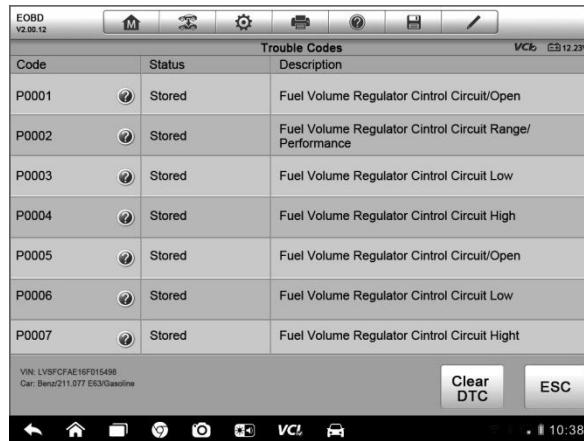 EOBD
V2.00.12
Trouble Codes
VCI
12.23V
Code Status Description
P0001 Stored Fuel Volume Regulator Cintrol Circuit/Open
P0002 Stored Fuel Volume Regulator Cintrol Circuit Range/
Performance
P0003 Stored Fuel Volume Regulator Cintrol Circuit Low
P0004 Stored Fuel Volume Regulator Cintrol Circuit High
P0005 Stored Fuel Volume Regulator Cintrol Circuit/Open
P0006 Stored Fuel Volume Regulator Cintrol Circuit Low
P0007 Stored Fuel Volume Regulator Cintrol Circuit Hight
VIN: LVSFCFAE16F015498
Car: Benz/211.077 E63/Gasoline
Clear
DTC
ESC
VCI
10:38